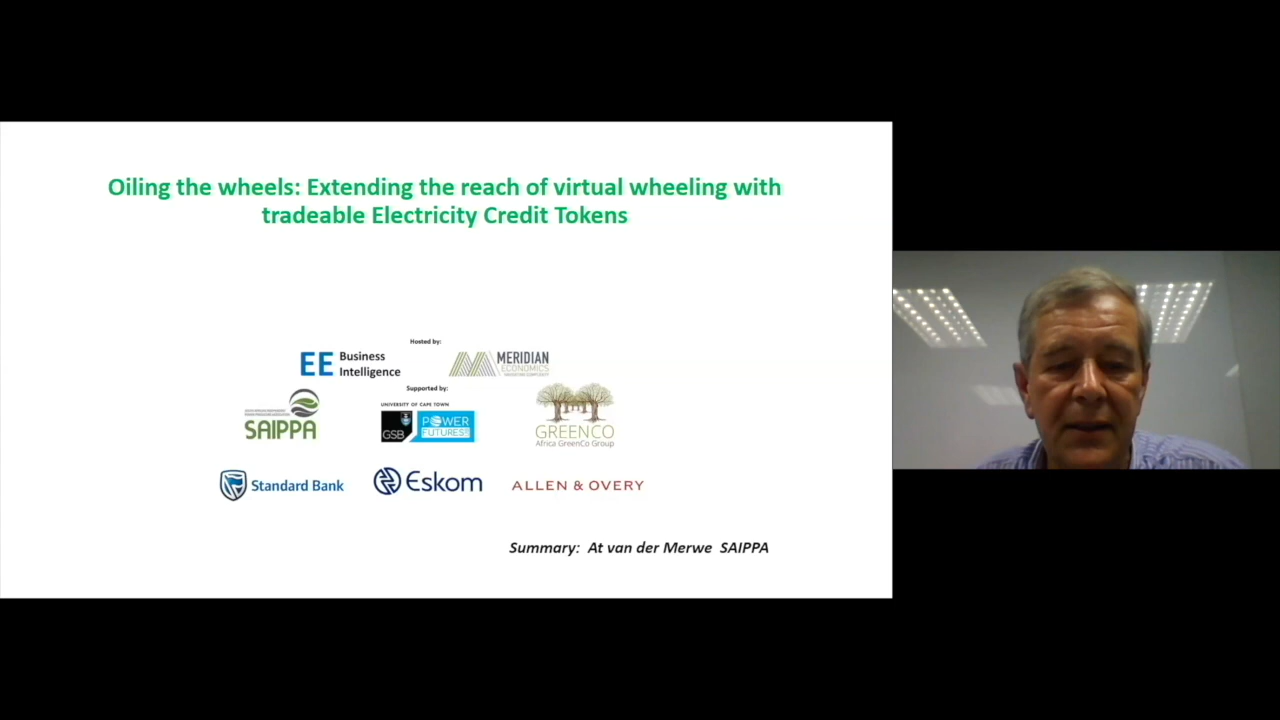 Oiling the wheels: Extending the reach of virtual wheeling with
tradeable Electricity Credit Tokens
Hosted by:
EE Business
Intelligence
MERIDIAN
ECONOMICS
Supported by:
SAIPPA
UNIVERSITY OF CAPE TOWN
GSB
POWER
FUTURES
GREENCO
Africa GreenCo Group
Standard Bank
Eskom
ALLEN & OVERY
Summary: At van der Merwe SAIPPA